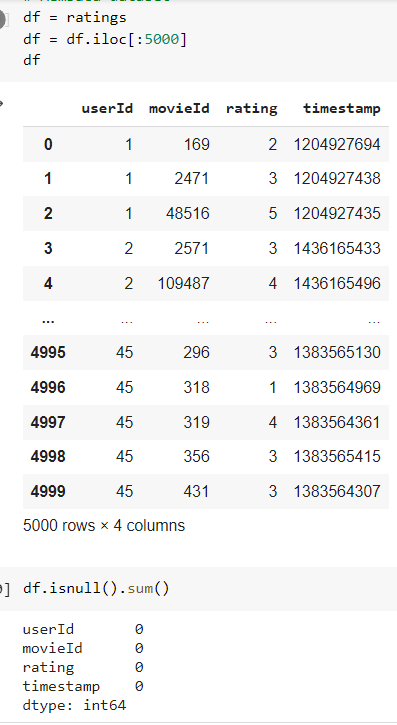 df = ratings
df = df.iloc[:5000]
df
userId movieId rating timestamp
0 1 169 2 1204927694
1 1 2471 3 1204927438
2 1 48516 5 1204927435
3 2 2571 3 1436165433
4 2 109487 4 1436165496
... ... ... ... ...
4995 45 296 3 1383565130
4996 45 318 1 1383564969
4997 45 319 4 1383564361
4998 45 356 3 1383565415
4999 45 431 3 1383564307
5000 rows × 4 columns
df.isnull().sum()
userId 0
movieId 0
rating 0
timestamp 0
dtype: int64